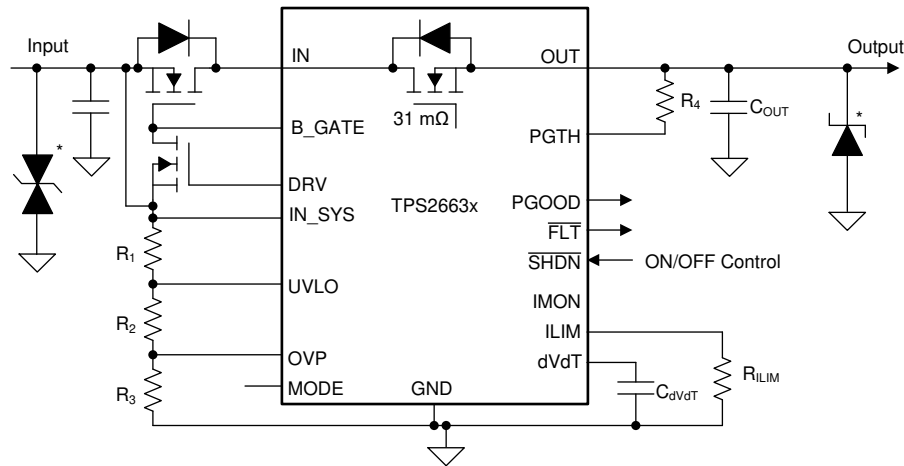 Input
IN
OUT
Output
31 mΩ
R4
COUT
*
*
B_GATE
PGTH
DRV
TPS2663x
PGOOD
IN_SYS
FLT
R1
SHDN
ON/OFF Control
UVLO
IMON
R2
ILIM
OVP
dVdT
R3
MODE
GND
CdVdT
RILIM